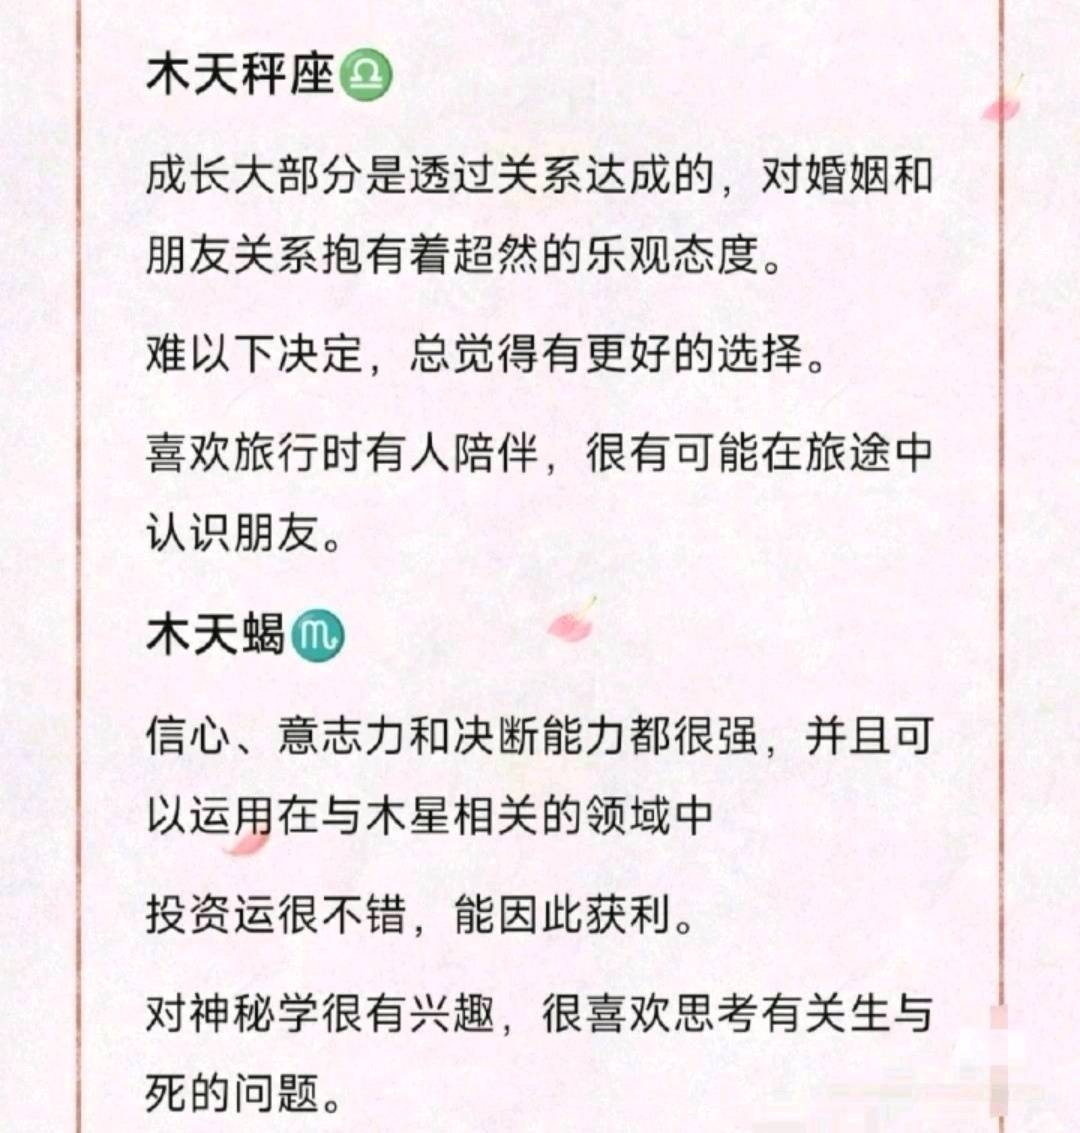 木天秤座♎
成长大部分是透过关系达成的，对婚姻和
朋友关系抱有着超然的乐观态度。
难以下决定，总觉得有更好的选择。
喜欢旅行时有人陪伴，很有可能在旅途中
认识朋友。
木天蝎♏
信心、意志力和决断能力都很强，并且可
以运用在与木星相关的领域中
投资运很不错，能因此获利。
对神秘学很有兴趣，很喜欢思考有关生与
死的问题。